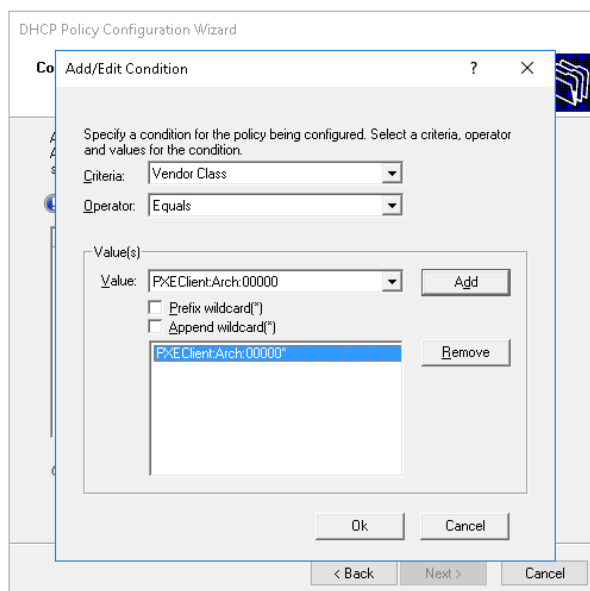 DHCP Policy Configuration Wizard
Co
Add/Edit Condition
?
Specify a condition for the policy being configured. Select a criteria, operator
and values for the condition.
Criteria: Vendor Class
Operator: Equals
Value(s)
Value: PXEClient:Arch:00000 Add
Prefix wildcard(*)
Append wildcard(*)
PXEClient:Arch:00000*
Remove
Ok Cancel
< Back Next > Cancel